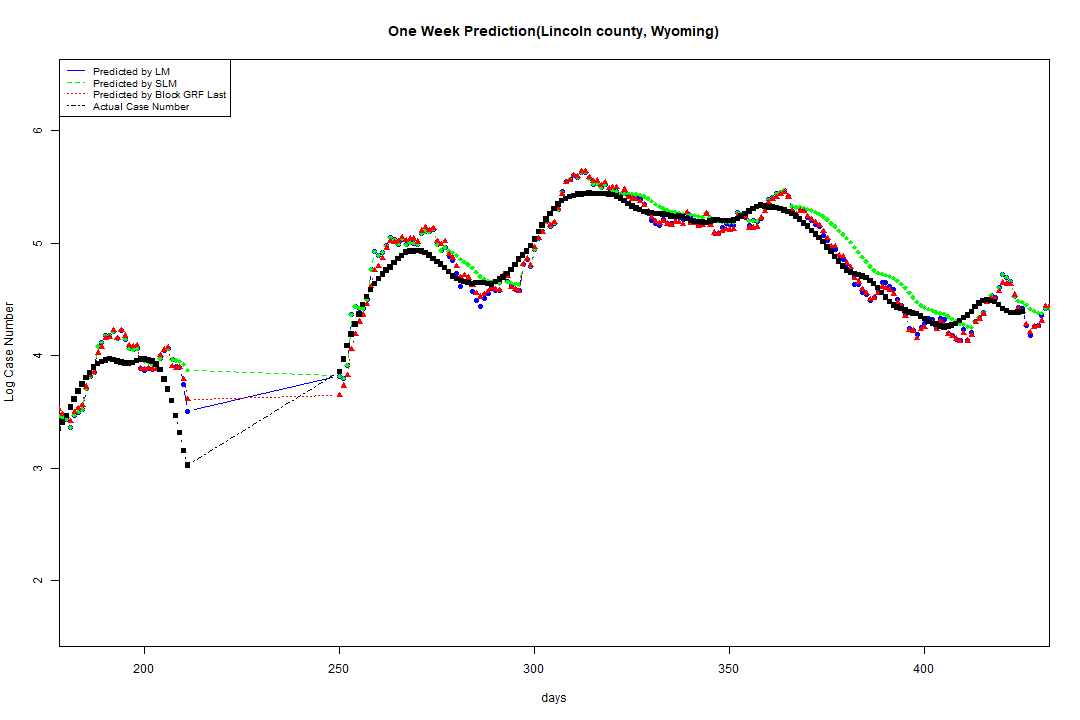 One Week Prediction(Lincoln county, Wyoming)
Predicted by LM
Predicted by SLM
Predicted by Block GRF Last
Actual Case Number
6
5
4
3
2
Log Case Number
200
250
300
350
400
days